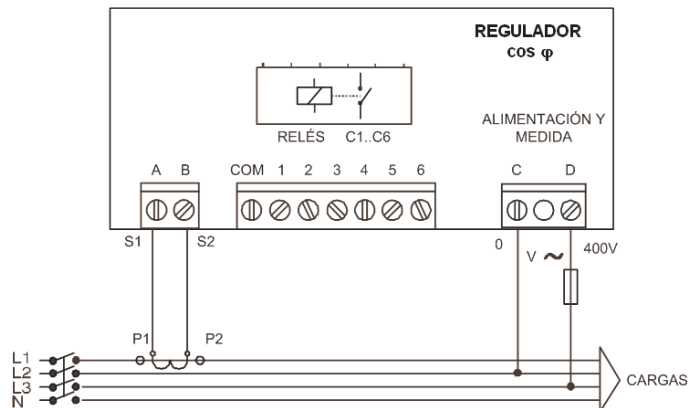 REGULADOR
cos φ
RELÉS C1..C6
ALIMENTACIÓN Y
MEDIDA
A B COM 1 2 3 4 5 6 C D
S1 S2 0 V ~ 400V
P1 P2
L1
L2
L3
N
CARGAS